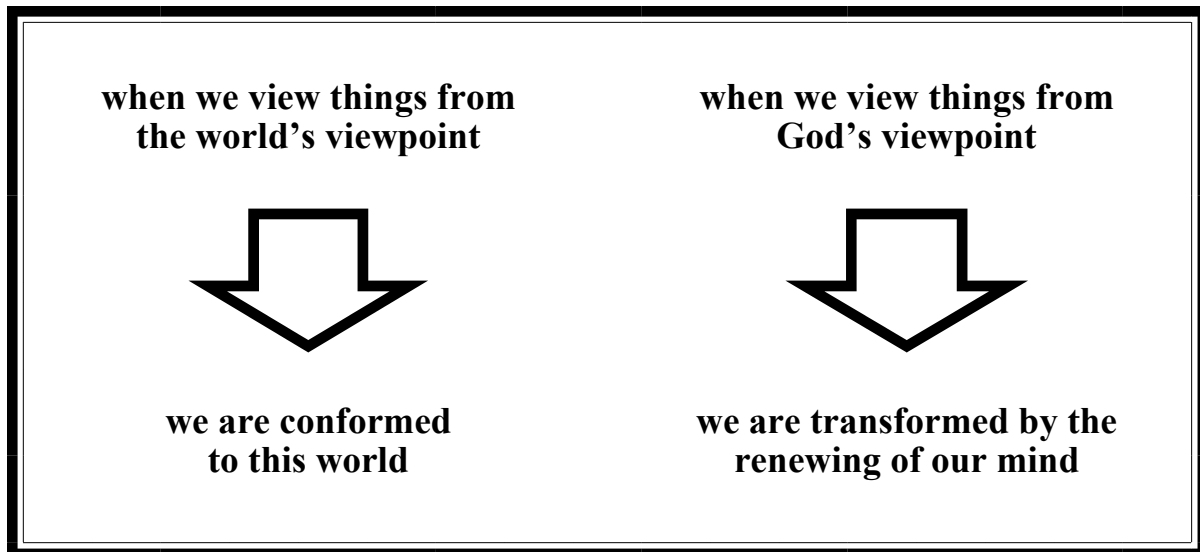 when we view things from
the world’s viewpoint
we are conformed
to this world
when we view things from
God’s viewpoint
we are transformed by the
renewing of our mind